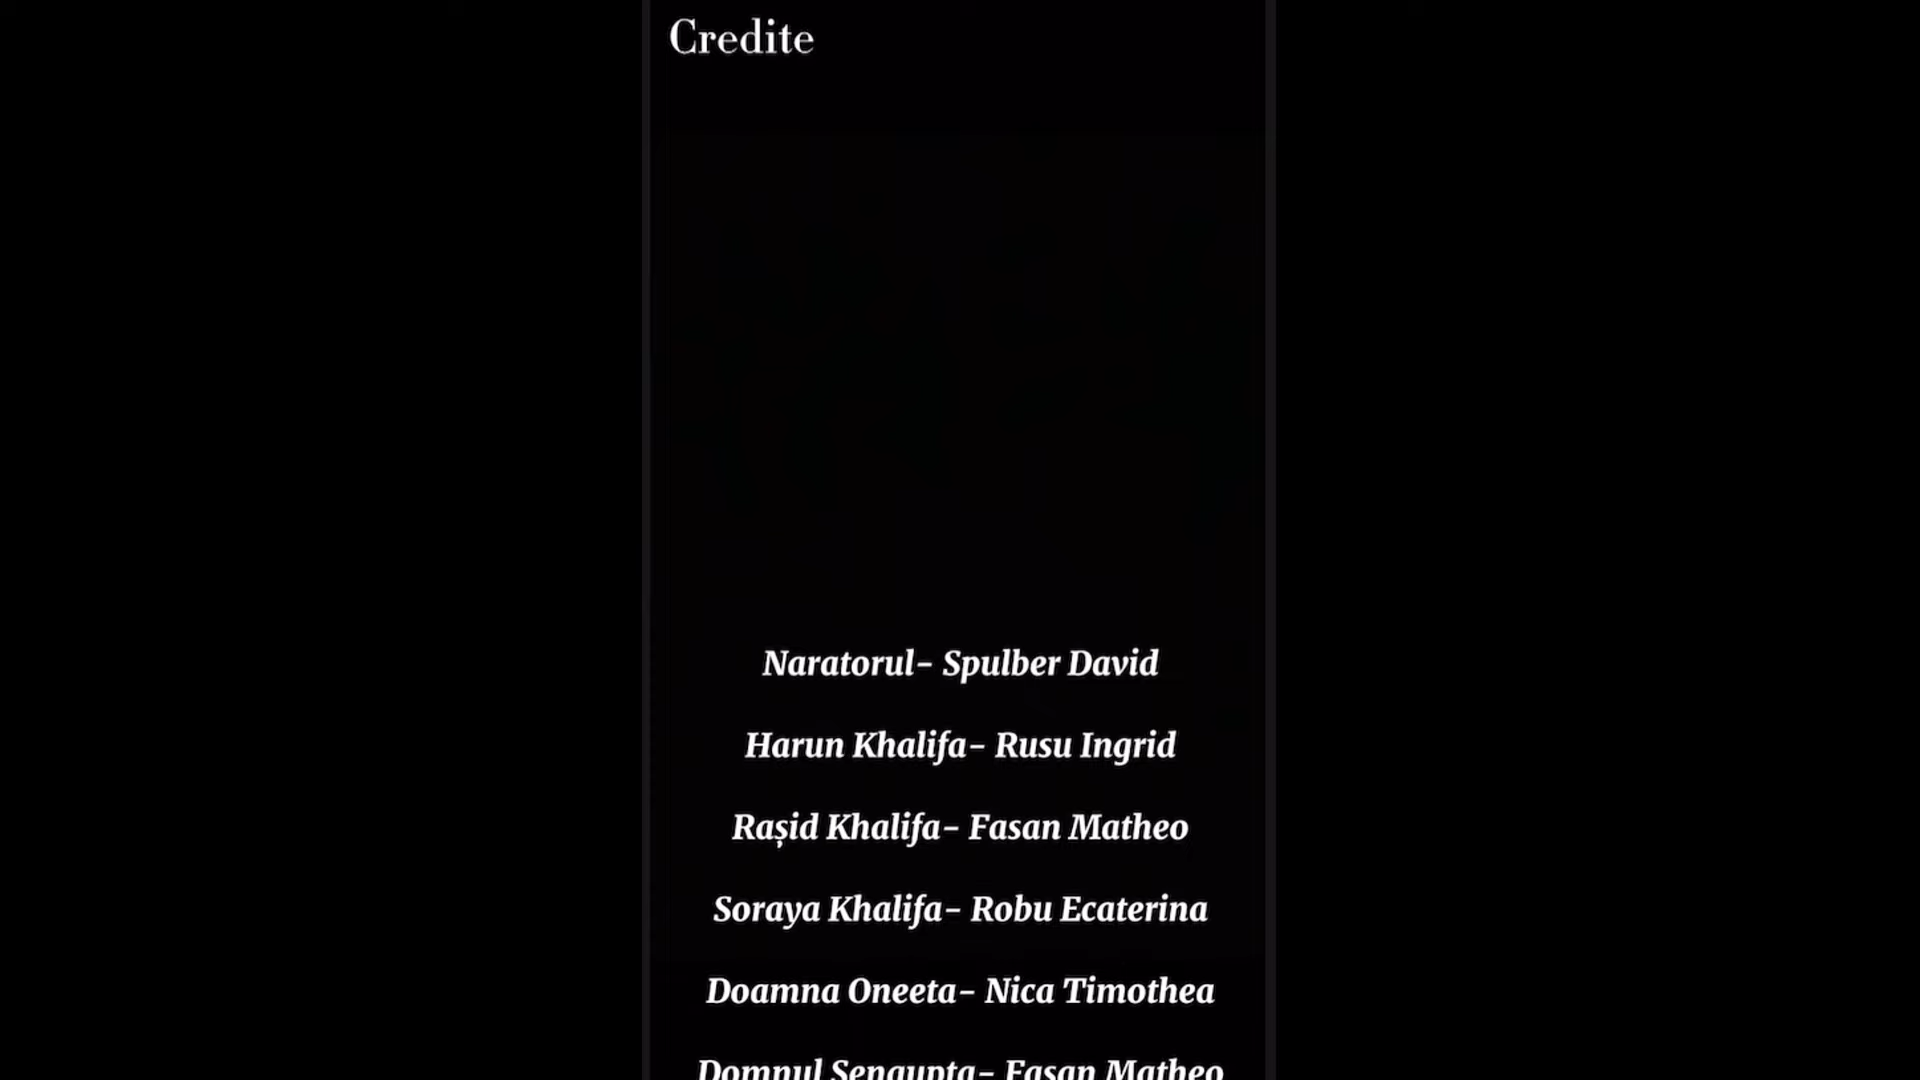 Credite
Naratorul- Spulber David
Harun Khalifa- Rusu Ingrid
Rașid Khalifa- Fasan Matheo
Soraya Khalifa- Robu Ecaterina
Doamna Oneeta- Nica Timothea
Domnul Sengupta- Fasan Matheo